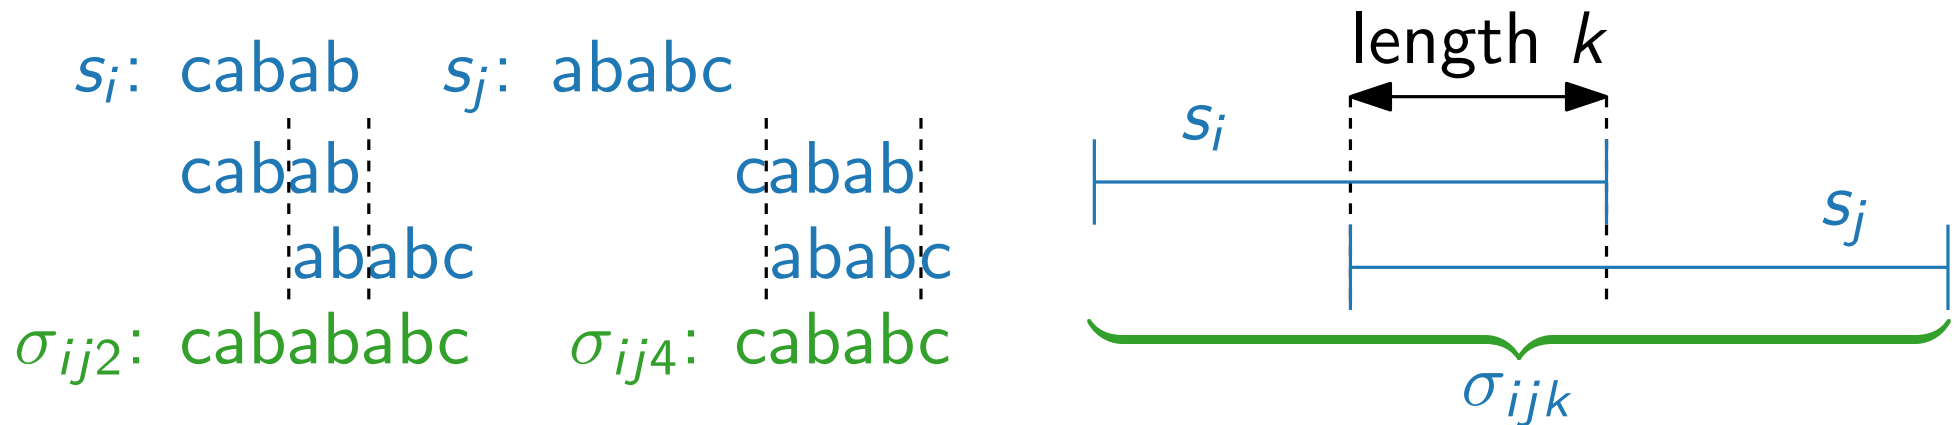 s_i: cabab s_j: ababc
cabab cabab
ababc ababc
σ_ij2: cabababc σ_ij4: cababc
length k
s_i
s_j
σ_ijk